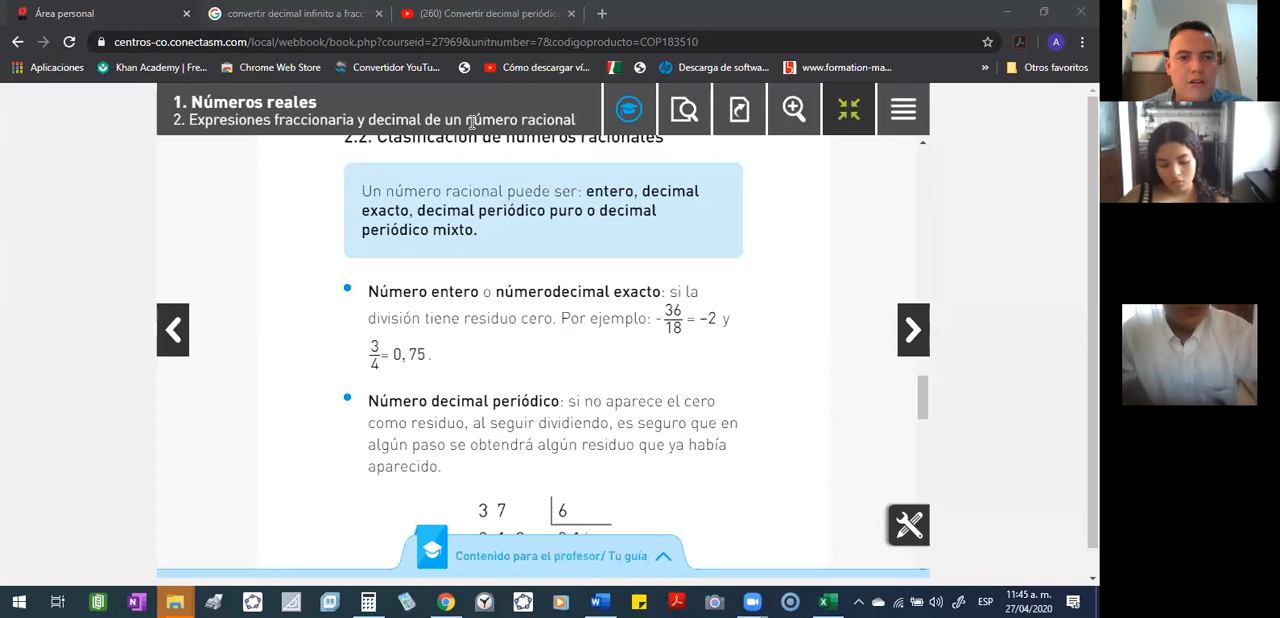 Área personal
convertir decimal infinito a fracc
(260) Convertir decimal periódic
centros-co.conectasm.com/local/webbook/book.php?courseid=27969&unitnumber=7&codigoproducto=COP183510
Aplicaciones
Khan Academy | Fre...
Chrome Web Store
Convertidor YouTu...
Cómo descargar ví...
Descarga de softwa...
www.formation-ma...
»
Otros favoritos
1. Números reales
2. Expresiones fraccionaria y decimal de un número racional
2.2. Clasificación de números racionales
Un número racional puede ser: entero, decimal
exacto, decimal periódico puro o decimal
periódico mixto.
Número entero o númerodecimal exacto: si la
división tiene residuo cero. Por ejemplo: - 36/18 = –2 y
3/4 = 0, 75 .
Número decimal periódico: si no aparece el cero
como residuo, al seguir dividiendo, es seguro que en
algún paso se obtendrá algún residuo que ya había
aparecido.
3 7 6
Contenido para el profesor/ Tu guía
ESP
11:45 a. m.
27/04/2020